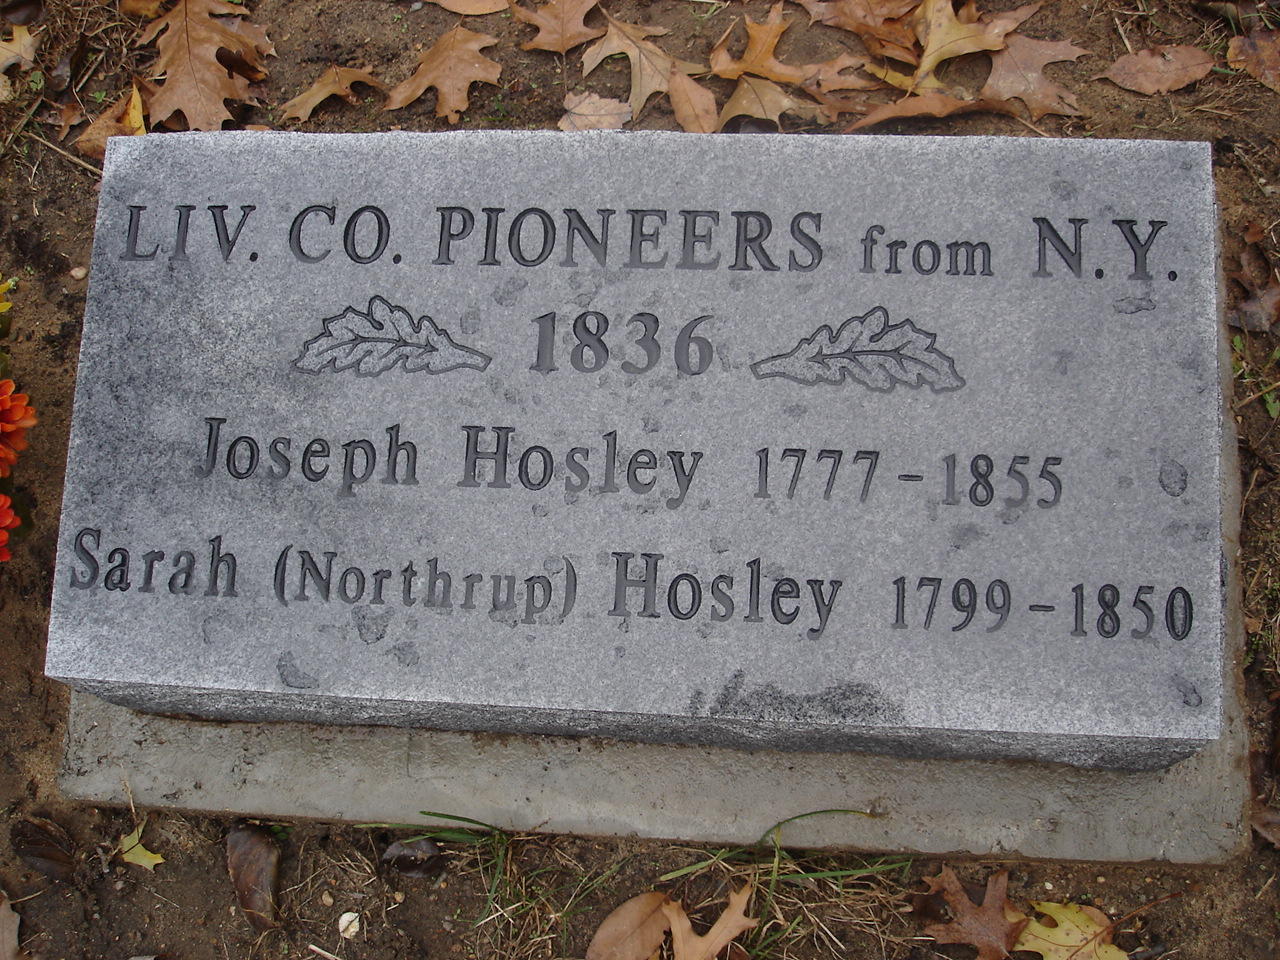 LIV. CO. PIONEERS from N.Y.
1836
Joseph Hosley 1777-1855
Sarah (Northrup) Hosley 1799-1850